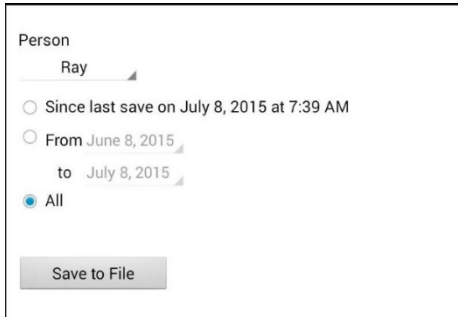 Person
Ray
Since last save on July 8, 2015 at 7:39 AM
From June 8, 2015
to July 8, 2015
All
Save to File